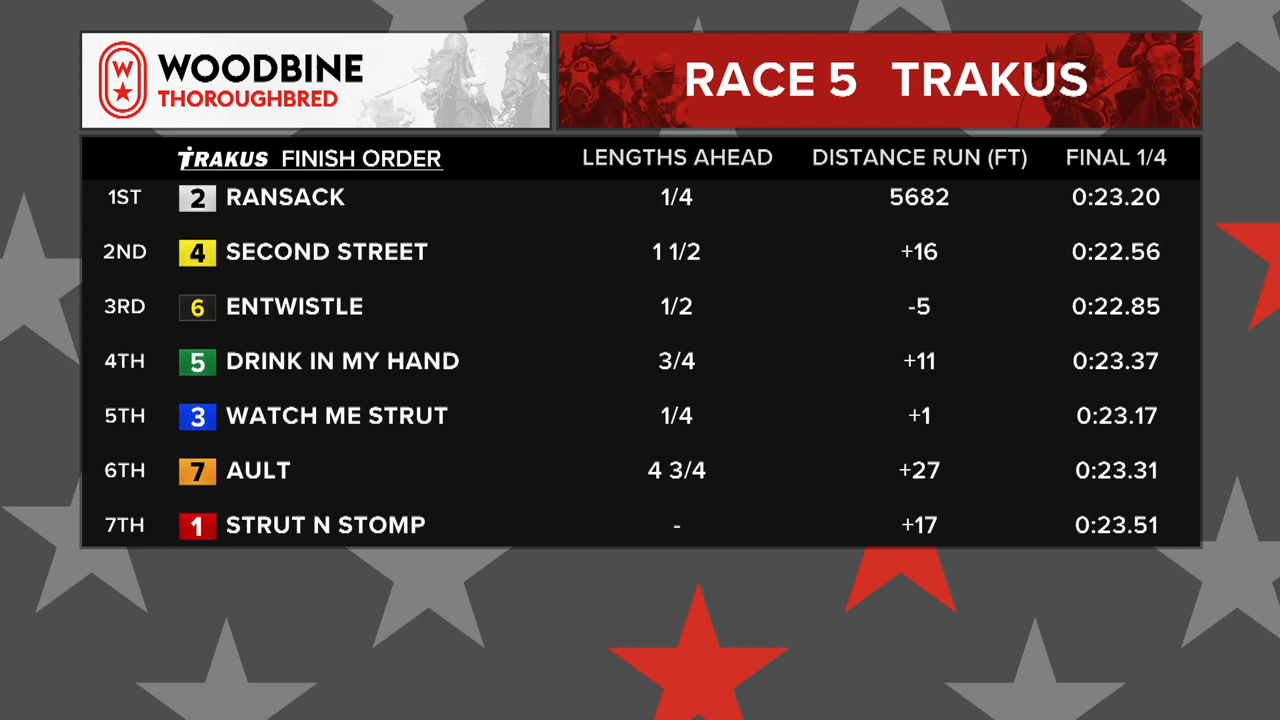 W
WOODBINE
THOROUGHBRED
RACE 5 TRAKUS
TRAKUS FINISH ORDER LENGTHS AHEAD DISTANCE RUN (FT) FINAL 1/4
1ST 2 RANSACK 1/4 5682 0:23.20
2ND 4 SECOND STREET 1 1/2 +16 0:22.56
3RD 6 ENTWISTLE 1/2 -5 0:22.85
4TH 5 DRINK IN MY HAND 3/4 +11 0:23.37
5TH 3 WATCH ME STRUT 1/4 +1 0:23.17
6TH 7 AULT 4 3/4 +27 0:23.31
7TH 1 STRUT N STOMP - +17 0:23.51